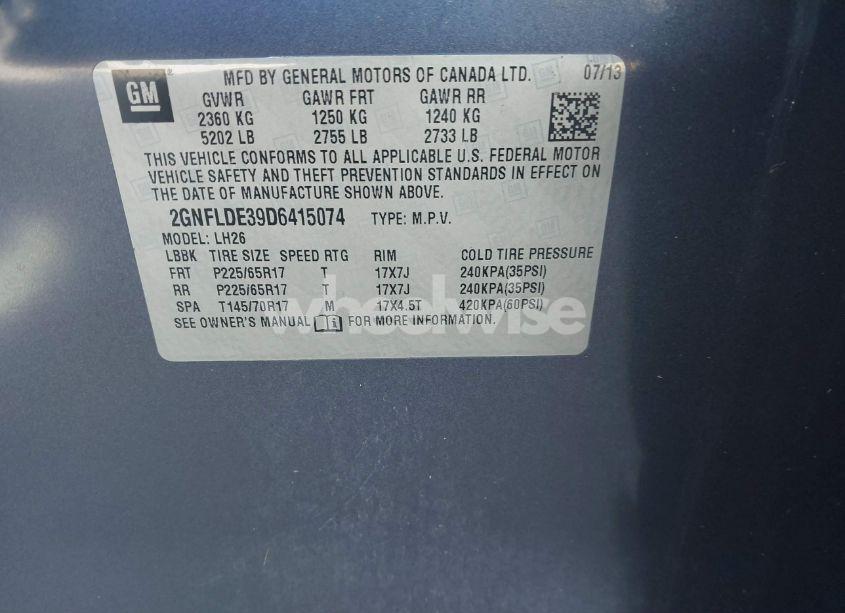 GM
MFD BY GENERAL MOTORS OF CANADA LTD. 07/13
GVWR GAWR FRT GAWR RR
2360 KG 1250 KG 1240 KG
5202 LB 2755 LB 2733 LB
THIS VEHICLE CONFORMS TO ALL APPLICABLE U.S. FEDERAL MOTOR
VEHICLE SAFETY AND THEFT PREVENTION STANDARDS IN EFFECT ON
THE DATE OF MANUFACTURE SHOWN ABOVE.
2GNFLDE39D6415074 TYPE: M.P.V.
MODEL: LH26
LBBK TIRE SIZE SPEED RTG RIM COLD TIRE PRESSURE
FRT P225/65R17 T 17X7J 240KPA(35PSI)
RR P225/65R17 T 17X7J 240KPA(35PSI)
SPA T145/70R17 M 17X4.5T 420KPA(60PSI)
SEE OWNER'S MANUAL FOR MORE INFORMATION.
wheelwise